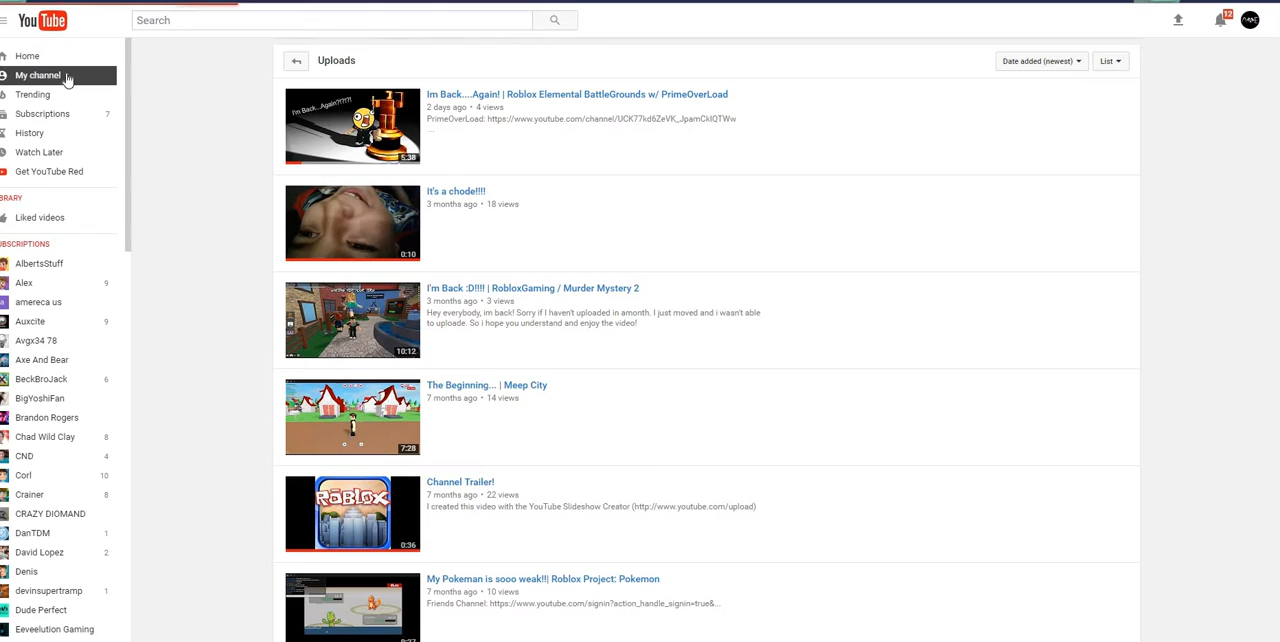 YouTube
Search
12
Home
My channel
Trending
Subscriptions 7
History
Watch Later
Get YouTube Red
BRARY
Liked videos
UBSCRIPTIONS
AlbertsStuff
Alex 9
amereca us
Auxcite 9
Avgx34 78
Axe And Bear
BeckBroJack 6
BigYoshiFan
Brandon Rogers
Chad Wild Clay 8
CND 4
Corl 10
Crainer 8
CRAZY DIOMAND
DanTDM 1
David Lopez 2
Denis
devinsupertramp 1
Dude Perfect
Eeveelution Gaming
Uploads
Date added (newest)
List
I'm Back...Again?!?!?!
5:38
Im Back....Again! | Roblox Elemental BattleGrounds w/ PrimeOverLoad
2 days ago • 4 views
PrimeOverLoad: https://www.youtube.com/channel/UCK77kd6ZeVK_JpamCkIQTWw
...
0:10
It's a chode!!!!
3 months ago • 18 views
10:12
I'm Back :D!!!! | RobloxGaming / Murder Mystery 2
3 months ago • 3 views
Hey everybody, im back! Sorry if I haven't uploaded in amonth. I just moved and i wasn't able
to uploade. So i hope you understand and enjoy the video!
7:28
The Beginning... | Meep City
7 months ago • 14 views
ROBLOX
0:36
Channel Trailer!
7 months ago • 22 views
I created this video with the YouTube Slideshow Creator (http://www.youtube.com/upload)
My Pokeman is sooo weak!!| Roblox Project: Pokemon
7 months ago • 10 views
Friends Channel: https://www.youtube.com/signin?action_handle_signin=true&...